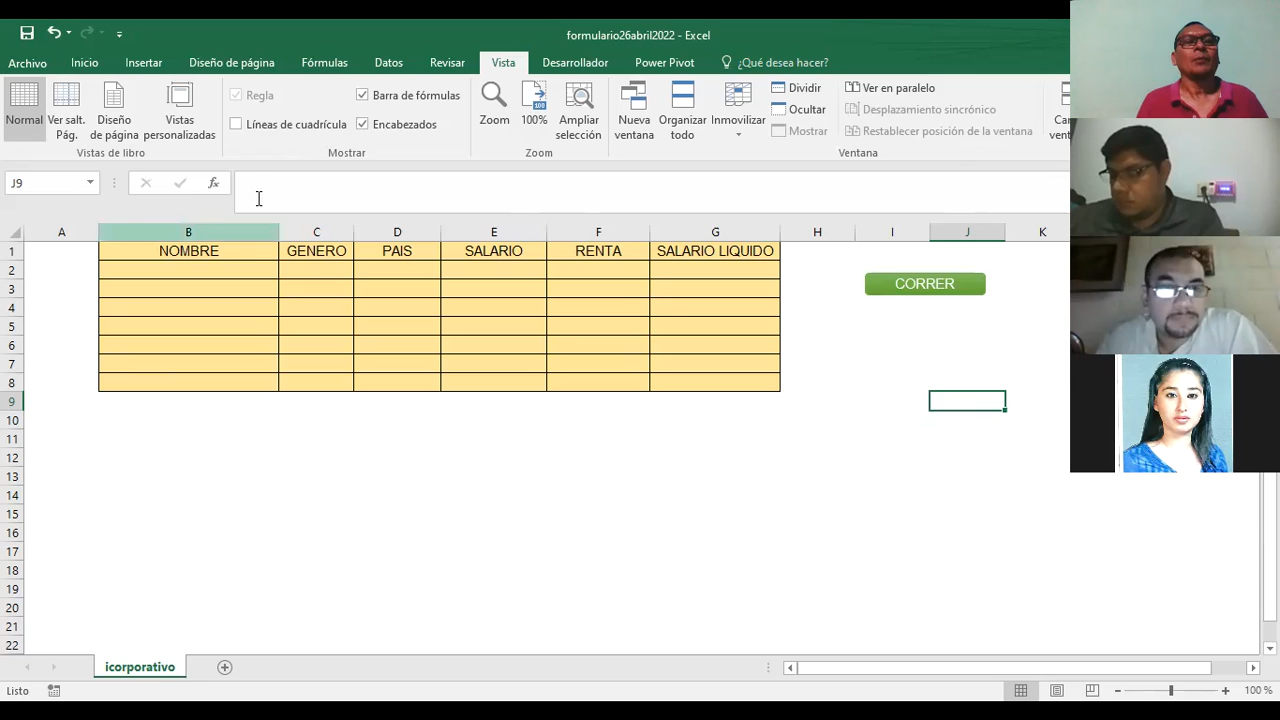 formulario26abril2022 - Excel
Archivo Inicio Insertar Diseño de página Fórmulas Datos Revisar Vista Desarrollador Power Pivot ¿Qué desea hacer?
Normal
Ver salt. Pág.
Diseño de página
Vistas personalizadas
Vistas de libro
Regla
Barra de fórmulas
Líneas de cuadrícula
Encabezados
Mostrar
Zoom
100%
Ampliar selección
Zoom
Nueva ventana
Organizar todo
Inmovilizar
Dividir
Ocultar
Mostrar
Ver en paralelo
Desplazamiento sincrónico
Restablecer posición de la ventana
Ventana
J9
fx
A B C D E F G H I J K
1 NOMBRE GENERO PAIS SALARIO RENTA SALARIO LIQUIDO
2
3 CORRER
4
5
6
7
8
9
10
11
12
13
14
15
16
17
18
19
20
21
22
icorporativo
Listo
100 %